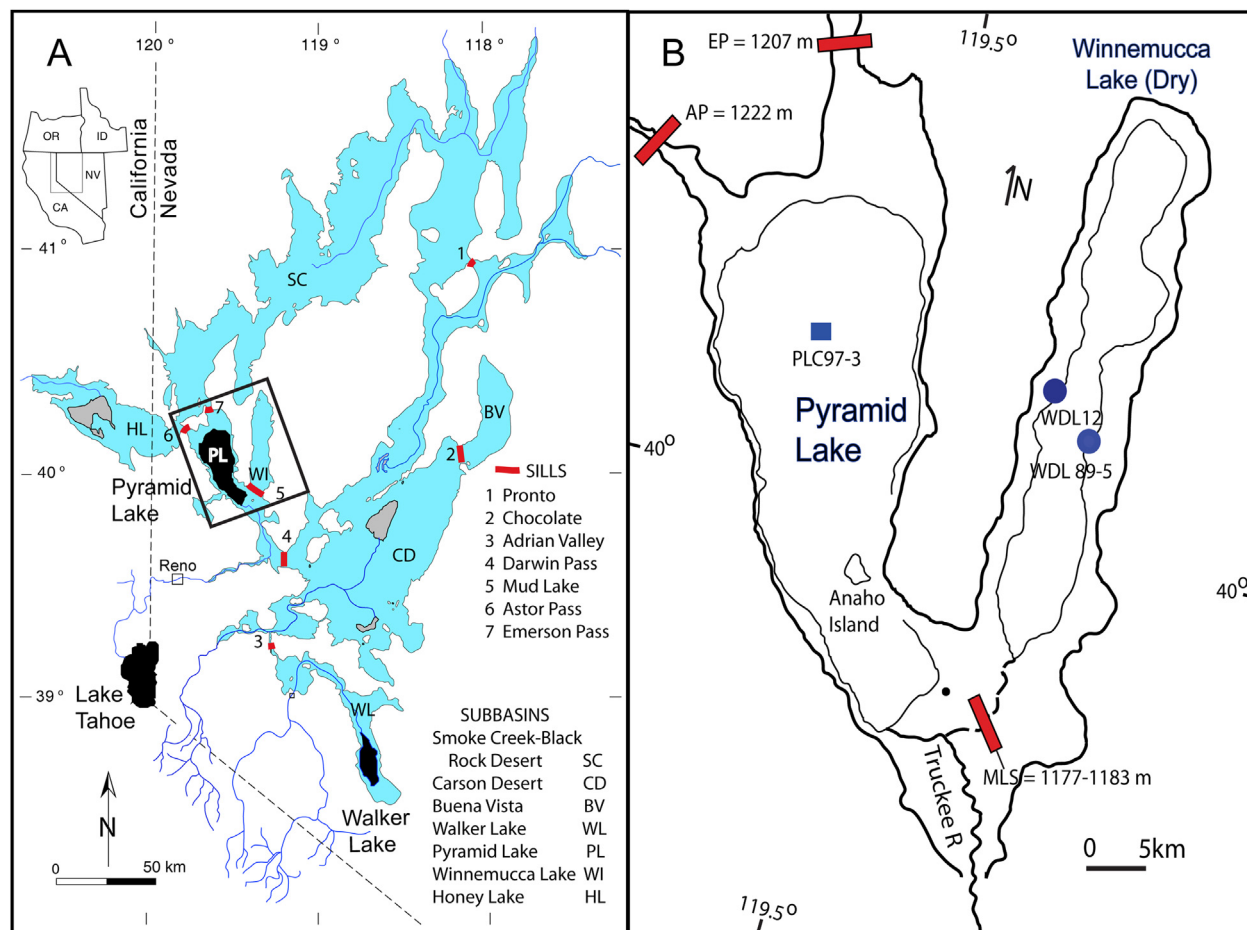 A
120 °
119 °
118 °
OR
ID
NV
CA
California
Nevada
41 °
1
SC
BV
HL
7
6
PL
WI
2
40 °
5
SILLS
Pyramid
Lake
1 Pronto
2 Chocolate
3 Adrian Valley
4 Darwin Pass
5 Mud Lake
6 Astor Pass
7 Emerson Pass
4
CD
Reno
3
39 °
Lake
Tahoe
WL
SUBBASINS
Smoke Creek-Black
Rock Desert SC
Carson Desert CD
Buena Vista BV
Walker Lake WL
Pyramid Lake PL
Winnemucca Lake WI
Honey Lake HL
N
Walker
Lake
0 50 km
B
EP = 1207 m
119.5°
Winnemucca
Lake (Dry)
AP = 1222 m
N
PLC97-3
WDL12
Pyramid
Lake
40°
WDL 89-5
Anaho
Island
40°
Truckee R
MLS = 1177-1183 m
0 5km
119.5°